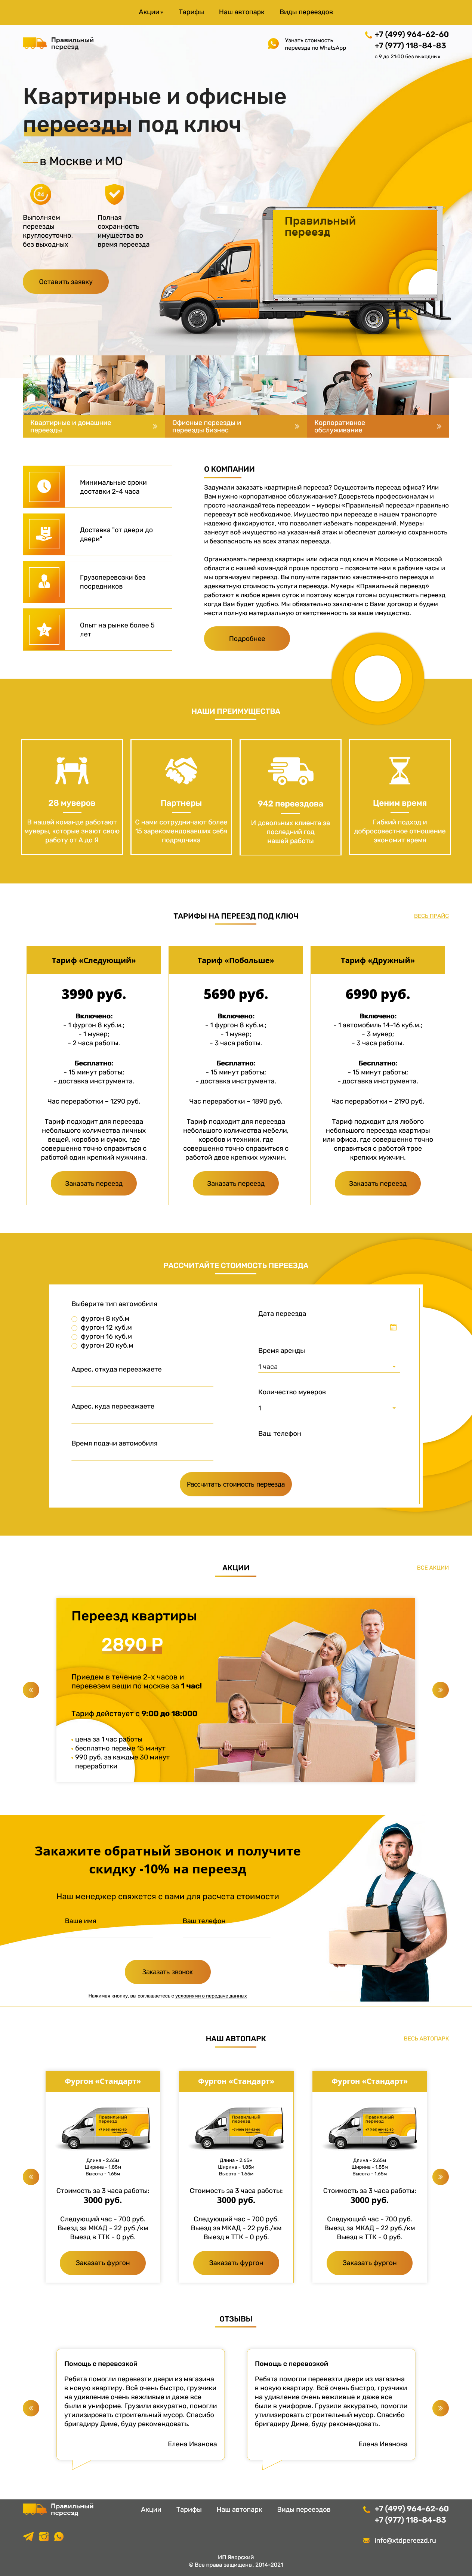 Акции
Тарифы
Наш автопарк
Виды переездов
Правильный
переезд
Узнать стоимость
переезда по WhatsApp
+7 (499) 964-62-60
+7 (977) 118-84-83
с 9 до 21:00 без выходных
Квартирные и офисные
переезды под ключ
в Москве и МО
Выполняем
переезды
круглосуточно,
без выходных
Полная
сохранность
имущества во
время переезда
Оставить заявку
Правильный
переезд
Квартирные и домашние
переезды
Офисные переезды и
переезды бизнес
Корпоративное
обслуживание
Минимальные сроки
доставки 2-4 часа
Доставка "от двери до
двери"
Грузоперевозки без
посредников
Опыт на рынке более 5
лет
О КОМПАНИИ
Задумали заказать квартирный переезд? Осуществить переезд офиса? Или
Вам нужно корпоративное обслуживание? Доверьтесь профессионалам и
просто наслаждайтесь переездом – муверы «Правильный переезд» правильно
перевезут всё необходимое. Имущество при переезде в нашем транспорте
надежно фиксируются, что позволяет избежать повреждений. Муверы
занесут всё имущество на указанный этаж и обеспечат должную сохранность
и безопасность на всех этапах переезда.
Организовать переезд квартиры или офиса под ключ в Москве и Московской
области с нашей командой проще простого – позвоните нам в рабочие часы и
мы организуем переезд. Вы получите гарантию качественного переезда и
адекватную стоимость услуги переезда. Муверы «Правильный переезд»
работают в любое время суток и поэтому всегда готовы осуществить переезд
когда Вам будет удобно. Мы обязательно заключим с Вами договор и будем
нести полную материальную ответственность за ваше имущество.
Подробнее
НАШИ ПРЕИМУЩЕСТВА
28 муверов
В нашей команде работают
муверы, которые знают свою
работу от А до Я
Партнеры
С нами сотрудничают более
15 зарекомендовавших себя
подрядчика
942 переездова
И довольных клиента за
последний год
нашей работы
Ценим время
Гибкий подход и
добросовестное отношение
экономит время
ТАРИФЫ НА ПЕРЕЕЗД ПОД КЛЮЧ
ВЕСЬ ПРАЙС
Тариф «Следующий»
3990 руб.
Включено:
- 1 фургон 8 куб.м.;
- 1 мувер;
- 2 часа работы.
Бесплатно:
- 15 минут работы;
- доставка инструмента.
Час переработки – 1290 руб.
Тариф подходит для переезда
небольшого количества личных
вещей, коробов и сумок, где
совершенно точно справиться с
работой один крепкий мужчина.
Заказать переезд
Тариф «Побольше»
5690 руб.
Включено:
- 1 фургон 8 куб.м.;
- 1 мувер;
- 3 часа работы.
Бесплатно:
- 15 минут работы;
- доставка инструмента.
Час переработки – 1890 руб.
Тариф подходит для переезда
небольшого количества мебели,
коробов и техники, где
совершенно точно справиться с
работой двое крепких мужчин.
Заказать переезд
Тариф «Дружный»
6990 руб.
Включено:
- 1 автомобиль 14-16 куб.м.;
- 3 мувер;
- 3 часа работы.
Бесплатно:
- 15 минут работы;
- доставка инструмента.
Час переработки – 2190 руб.
Тариф подходит для любого
небольшого переезда квартиры
или офиса, где совершенно точно
справиться с работой трое
крепких мужчин.
Заказать переезд
РАССЧИТАЙТЕ СТОИМОСТЬ ПЕРЕЕЗДА
Выберите тип автомобиля
фургон 8 куб.м
фургон 12 куб.м
фургон 16 куб.м
фургон 20 куб.м
Адрес, откуда переезжаете
Адрес, куда переезжаете
Время подачи автомобиля
Дата переезда
Время аренды
1 часа
Количество муверов
1
Ваш телефон
Рассчитать стоимость переезда
АКЦИИ
ВСЕ АКЦИИ
Переезд квартиры
2890 Р
Приедем в течение 2-х часов и
перевезем вещи по москве за 1 час!
Тариф действует с 9:00 до 18:000
- цена за 1 час работы
- бесплатно первые 15 минут
- 990 руб. за каждые 30 минут
переработки
Закажите обратный звонок и получите
скидку -10% на переезд
Наш менеджер свяжется с вами для расчета стоимости
Ваше имя
Ваш телефон
Заказать звонок
Нажимая кнопку, вы соглашаетесь с условиями о передаче данных
НАШ АВТОПАРК
ВЕСЬ АВТОПАРК
Фургон «Стандарт»
Правильный
переезд
+7 (499) 964-62-60
Длина - 2.65м
Ширина - 1.85м
Высота - 1.65м
Стоимость за 3 часа работы:
3000 руб.
Следующий час - 700 руб.
Выезд за МКАД - 22 руб./км
Выезд в ТТК - 0 руб.
Заказать фургон
Фургон «Стандарт»
Правильный
переезд
+7 (499) 964-62-60
Длина - 2.65м
Ширина - 1.85м
Высота - 1.65м
Стоимость за 3 часа работы:
3000 руб.
Следующий час - 700 руб.
Выезд за МКАД - 22 руб./км
Выезд в ТТК - 0 руб.
Заказать фургон
Фургон «Стандарт»
Правильный
переезд
+7 (499) 964-62-60
Длина - 2.65м
Ширина - 1.85м
Высота - 1.65м
Стоимость за 3 часа работы:
3000 руб.
Следующий час - 700 руб.
Выезд за МКАД - 22 руб./км
Выезд в ТТК - 0 руб.
Заказать фургон
ОТЗЫВЫ
Помощь с перевозкой
Ребята помогли перевезти двери из магазина
в новую квартиру. Всё очень быстро, грузчики
на удивление очень вежливые и даже все
были в униформе. Грузили аккуратно, помогли
утилизировать строительный мусор. Спасибо
бригадиру Диме, буду рекомендовать.
Елена Иванова
Помощь с перевозкой
Ребята помогли перевезти двери из магазина
в новую квартиру. Всё очень быстро, грузчики
на удивление очень вежливые и даже все
были в униформе. Грузили аккуратно, помогли
утилизировать строительный мусор. Спасибо
бригадиру Диме, буду рекомендовать.
Елена Иванова
Правильный
переезд
Акции
Тарифы
Наш автопарк
Виды переездов
+7 (499) 964-62-60
+7 (977) 118-84-83
info@xtdpereezd.ru
ИП Яворский
© Все права защищены, 2014-2021